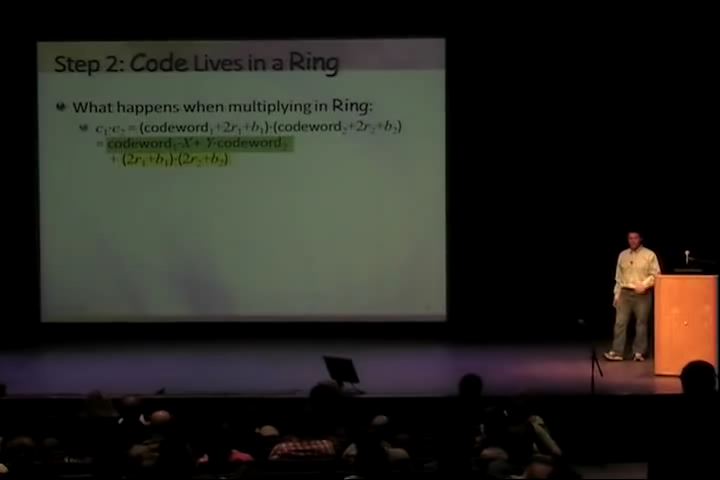 Step 2: Code Lives in a Ring
What happens when multiplying in Ring:
c₁·c₂ = (codeword₁+2r₁+b₁)·(codeword₂+2r₂+b₂)
= codeword₁·X + Y·codeword₂
+ (2r₁+b₁)·(2r₂+b₂)